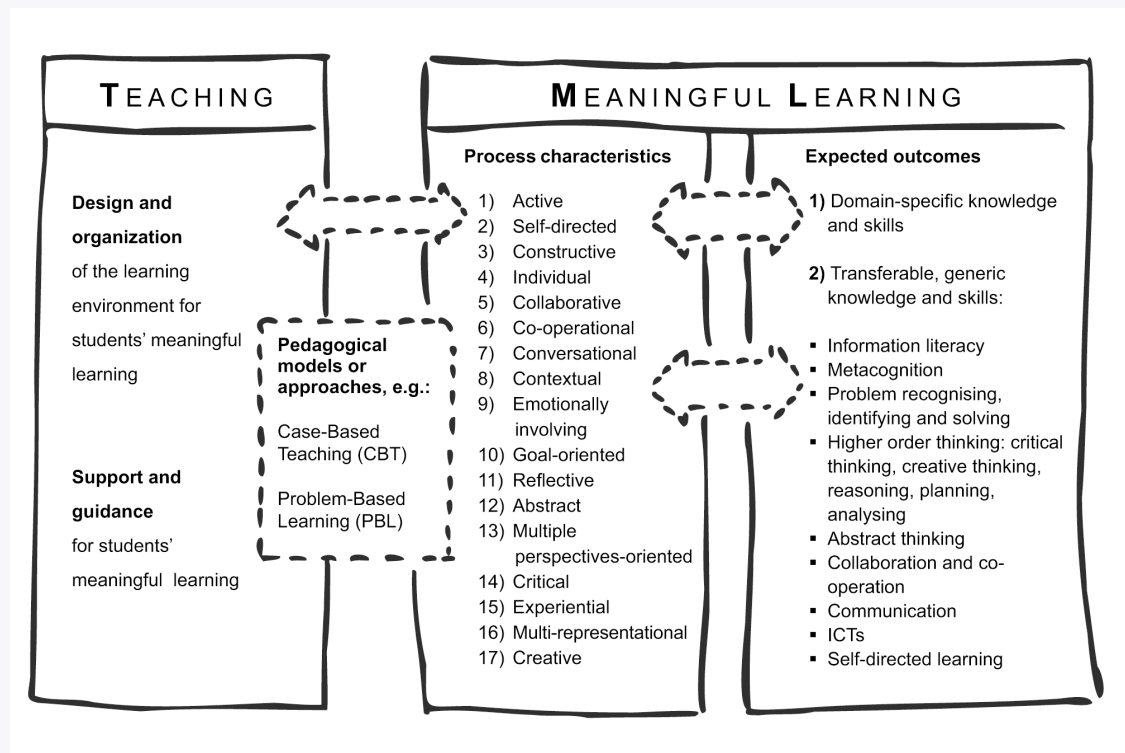 TEACHING
Design and
organization
of the learning
environment for
students’ meaningful
learning
Support and
guidance
for students’
meaningful learning
Pedagogical
models or
approaches, e.g.:
Case-Based
Teaching (CBT)
Problem-Based
Learning (PBL)
MEANINGFUL LEARNING
Process characteristics
1) Active
2) Self-directed
3) Constructive
4) Individual
5) Collaborative
6) Co-operational
7) Conversational
8) Contextual
9) Emotionally
involving
10) Goal-oriented
11) Reflective
12) Abstract
13) Multiple
perspectives-oriented
14) Critical
15) Experiential
16) Multi-representational
17) Creative
Expected outcomes
1) Domain-specific knowledge
and skills
2) Transferable, generic
knowledge and skills:
▪ Information literacy
▪ Metacognition
▪ Problem recognising,
identifying and solving
▪ Higher order thinking: critical
thinking, creative thinking,
reasoning, planning,
analysing
▪ Abstract thinking
▪ Collaboration and co-
operation
▪ Communication
▪ ICTs
▪ Self-directed learning